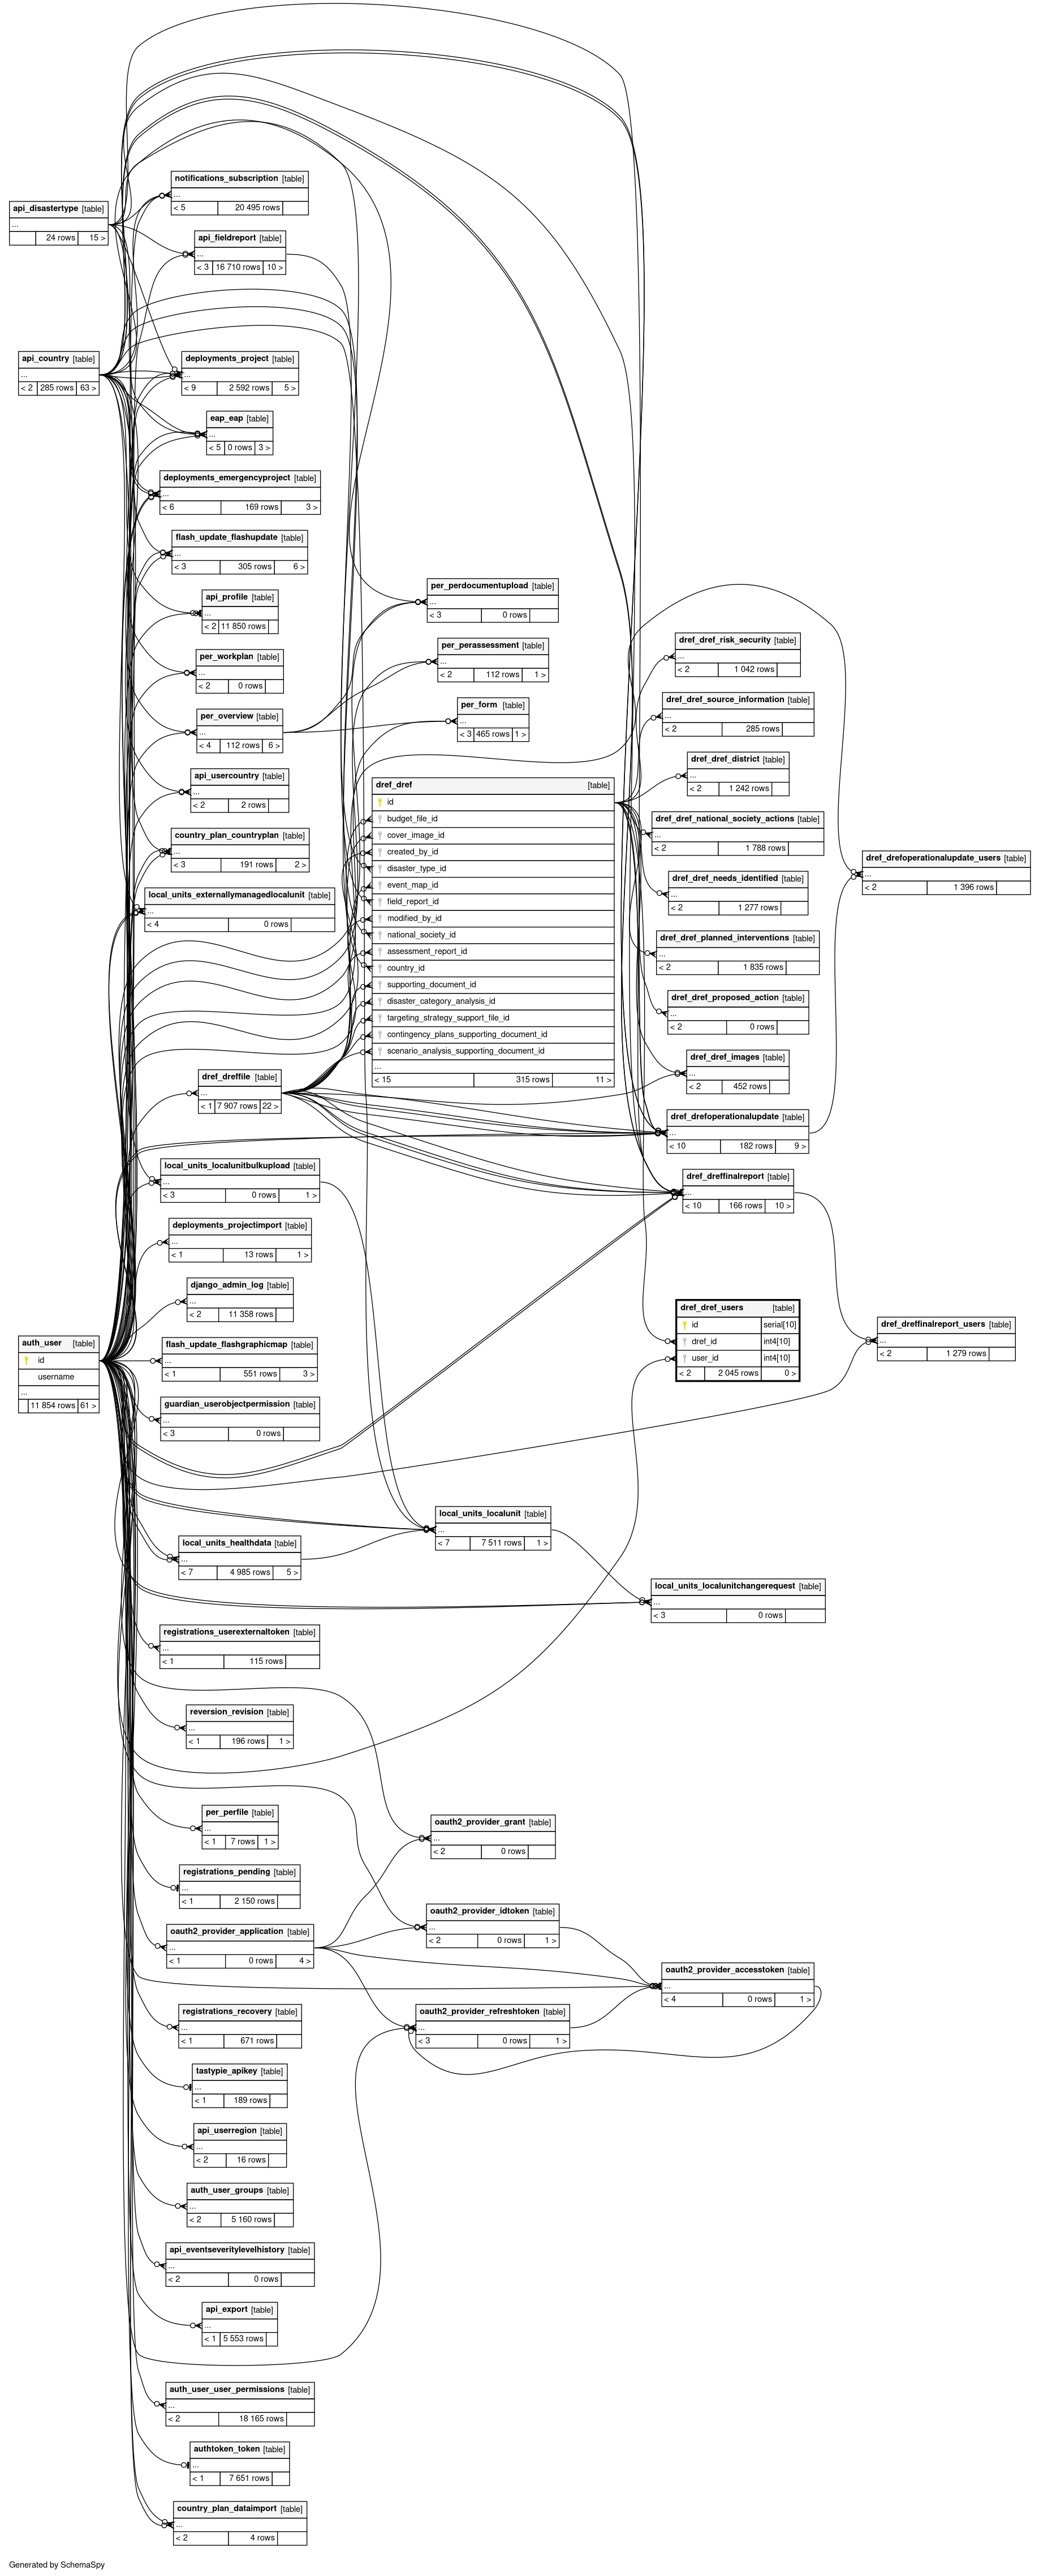 notifications_subscription [table]
...
< 5 20 495 rows
api_disastertype [table]
...
24 rows 15 >
api_fieldreport [table]
...
< 3 16 710 rows 10 >
api_country [table]
...
< 2 285 rows 63 >
deployments_project [table]
...
< 9 2 592 rows 5 >
eap_eap [table]
...
< 5 0 rows 3 >
deployments_emergencyproject [table]
...
< 6 169 rows 3 >
flash_update_flashupdate [table]
...
< 3 305 rows 6 >
api_profile [table]
...
< 2 11 850 rows
per_workplan [table]
...
< 2 0 rows
per_overview [table]
...
< 4 112 rows 6 >
api_usercountry [table]
...
< 2 2 rows
country_plan_countryplan [table]
...
< 3 191 rows 2 >
local_units_externallymanagedlocalunit [table]
...
< 4 0 rows
per_perdocumentupload [table]
...
< 3 0 rows
per_perassessment [table]
...
< 2 112 rows 1 >
per_form [table]
...
< 3 465 rows 1 >
dref_dref [table]
id
budget_file_id
cover_image_id
created_by_id
disaster_type_id
event_map_id
field_report_id
modified_by_id
national_society_id
assessment_report_id
country_id
supporting_document_id
disaster_category_analysis_id
targeting_strategy_support_file_id
contingency_plans_supporting_document_id
scenario_analysis_supporting_document_id
...
< 15 315 rows 11 >
dref_dref_risk_security [table]
...
< 2 1 042 rows
dref_dref_source_information [table]
...
< 2 285 rows
dref_dref_district [table]
...
< 2 1 242 rows
dref_dref_national_society_actions [table]
...
< 2 1 788 rows
dref_dref_needs_identified [table]
...
< 2 1 277 rows
dref_dref_planned_interventions [table]
...
< 2 1 835 rows
dref_dref_proposed_action [table]
...
< 2 0 rows
dref_dref_images [table]
...
< 2 452 rows
dref_drefoperationalupdate [table]
...
< 10 182 rows 9 >
dref_dreffinalreport [table]
...
< 10 166 rows 10 >
dref_drefoperationalupdate_users [table]
...
< 2 1 396 rows
dref_dreffile [table]
...
< 1 7 907 rows 22 >
local_units_localunitbulkupload [table]
...
< 3 0 rows 1 >
deployments_projectimport [table]
...
< 1 13 rows 1 >
django_admin_log [table]
...
< 2 11 358 rows
dref_dref_users [table]
id serial[10]
dref_id int4[10]
user_id int4[10]
< 2 2 045 rows 0 >
dref_dreffinalreport_users [table]
...
< 2 1 279 rows
auth_user [table]
id
username
...
11 854 rows 61 >
flash_update_flashgraphicmap [table]
...
< 1 551 rows 3 >
guardian_userobjectpermission [table]
...
< 3 0 rows
local_units_localunit [table]
...
< 7 7 511 rows 1 >
local_units_healthdata [table]
...
< 7 4 985 rows 5 >
local_units_localunitchangerequest [table]
...
< 3 0 rows
registrations_userexternaltoken [table]
...
< 1 115 rows
reversion_revision [table]
...
< 1 196 rows 1 >
per_perfile [table]
...
< 1 7 rows 1 >
oauth2_provider_grant [table]
...
< 2 0 rows
registrations_pending [table]
...
< 1 2 150 rows
oauth2_provider_idtoken [table]
...
< 2 0 rows 1 >
oauth2_provider_application [table]
...
< 1 0 rows 4 >
oauth2_provider_accesstoken [table]
...
< 4 0 rows 1 >
registrations_recovery [table]
...
< 1 671 rows
oauth2_provider_refreshtoken [table]
...
< 3 0 rows 1 >
tastypie_apikey [table]
...
< 1 189 rows
api_userregion [table]
...
< 2 16 rows
auth_user_groups [table]
...
< 2 5 160 rows
api_eventseveritylevelhistory [table]
...
< 2 0 rows
api_export [table]
...
< 1 5 553 rows
auth_user_user_permissions [table]
...
< 2 18 165 rows
authtoken_token [table]
...
< 1 7 651 rows
country_plan_dataimport [table]
...
< 2 4 rows
Generated by SchemaSpy